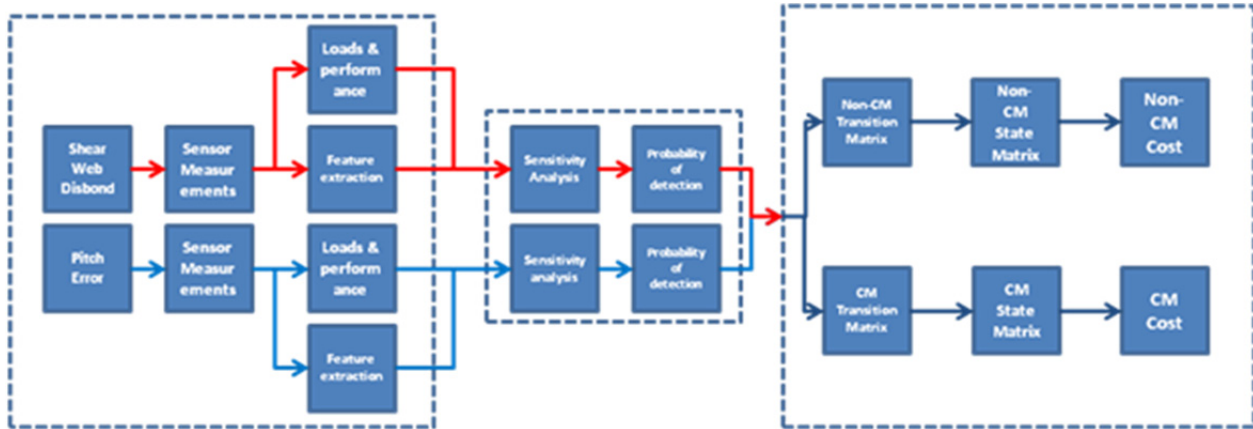 Loads &
perform
ance
Shear
Web
Disbond
Sensor
Measur
ements
Feature
extraction
Sensitivity
Analysis
Probability
of
detection
Pitch
Error
Sensor
Measur
ements
Loads &
perform
ance
Sensitivity
analysis
Probability
of
detection
Feature
extraction
Non-CM
Transition
Matrix
Non-
CM
State
Matrix
Non-
CM
Cost
CM
Transition
Matrix
CM
State
Matrix
CM
Cost